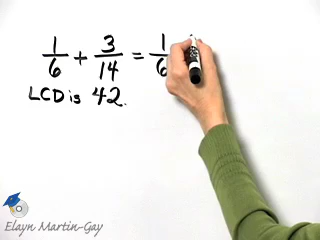 1/6 + 3/14 = 1/6
LCD is 42.
Elayn Martin-Gay